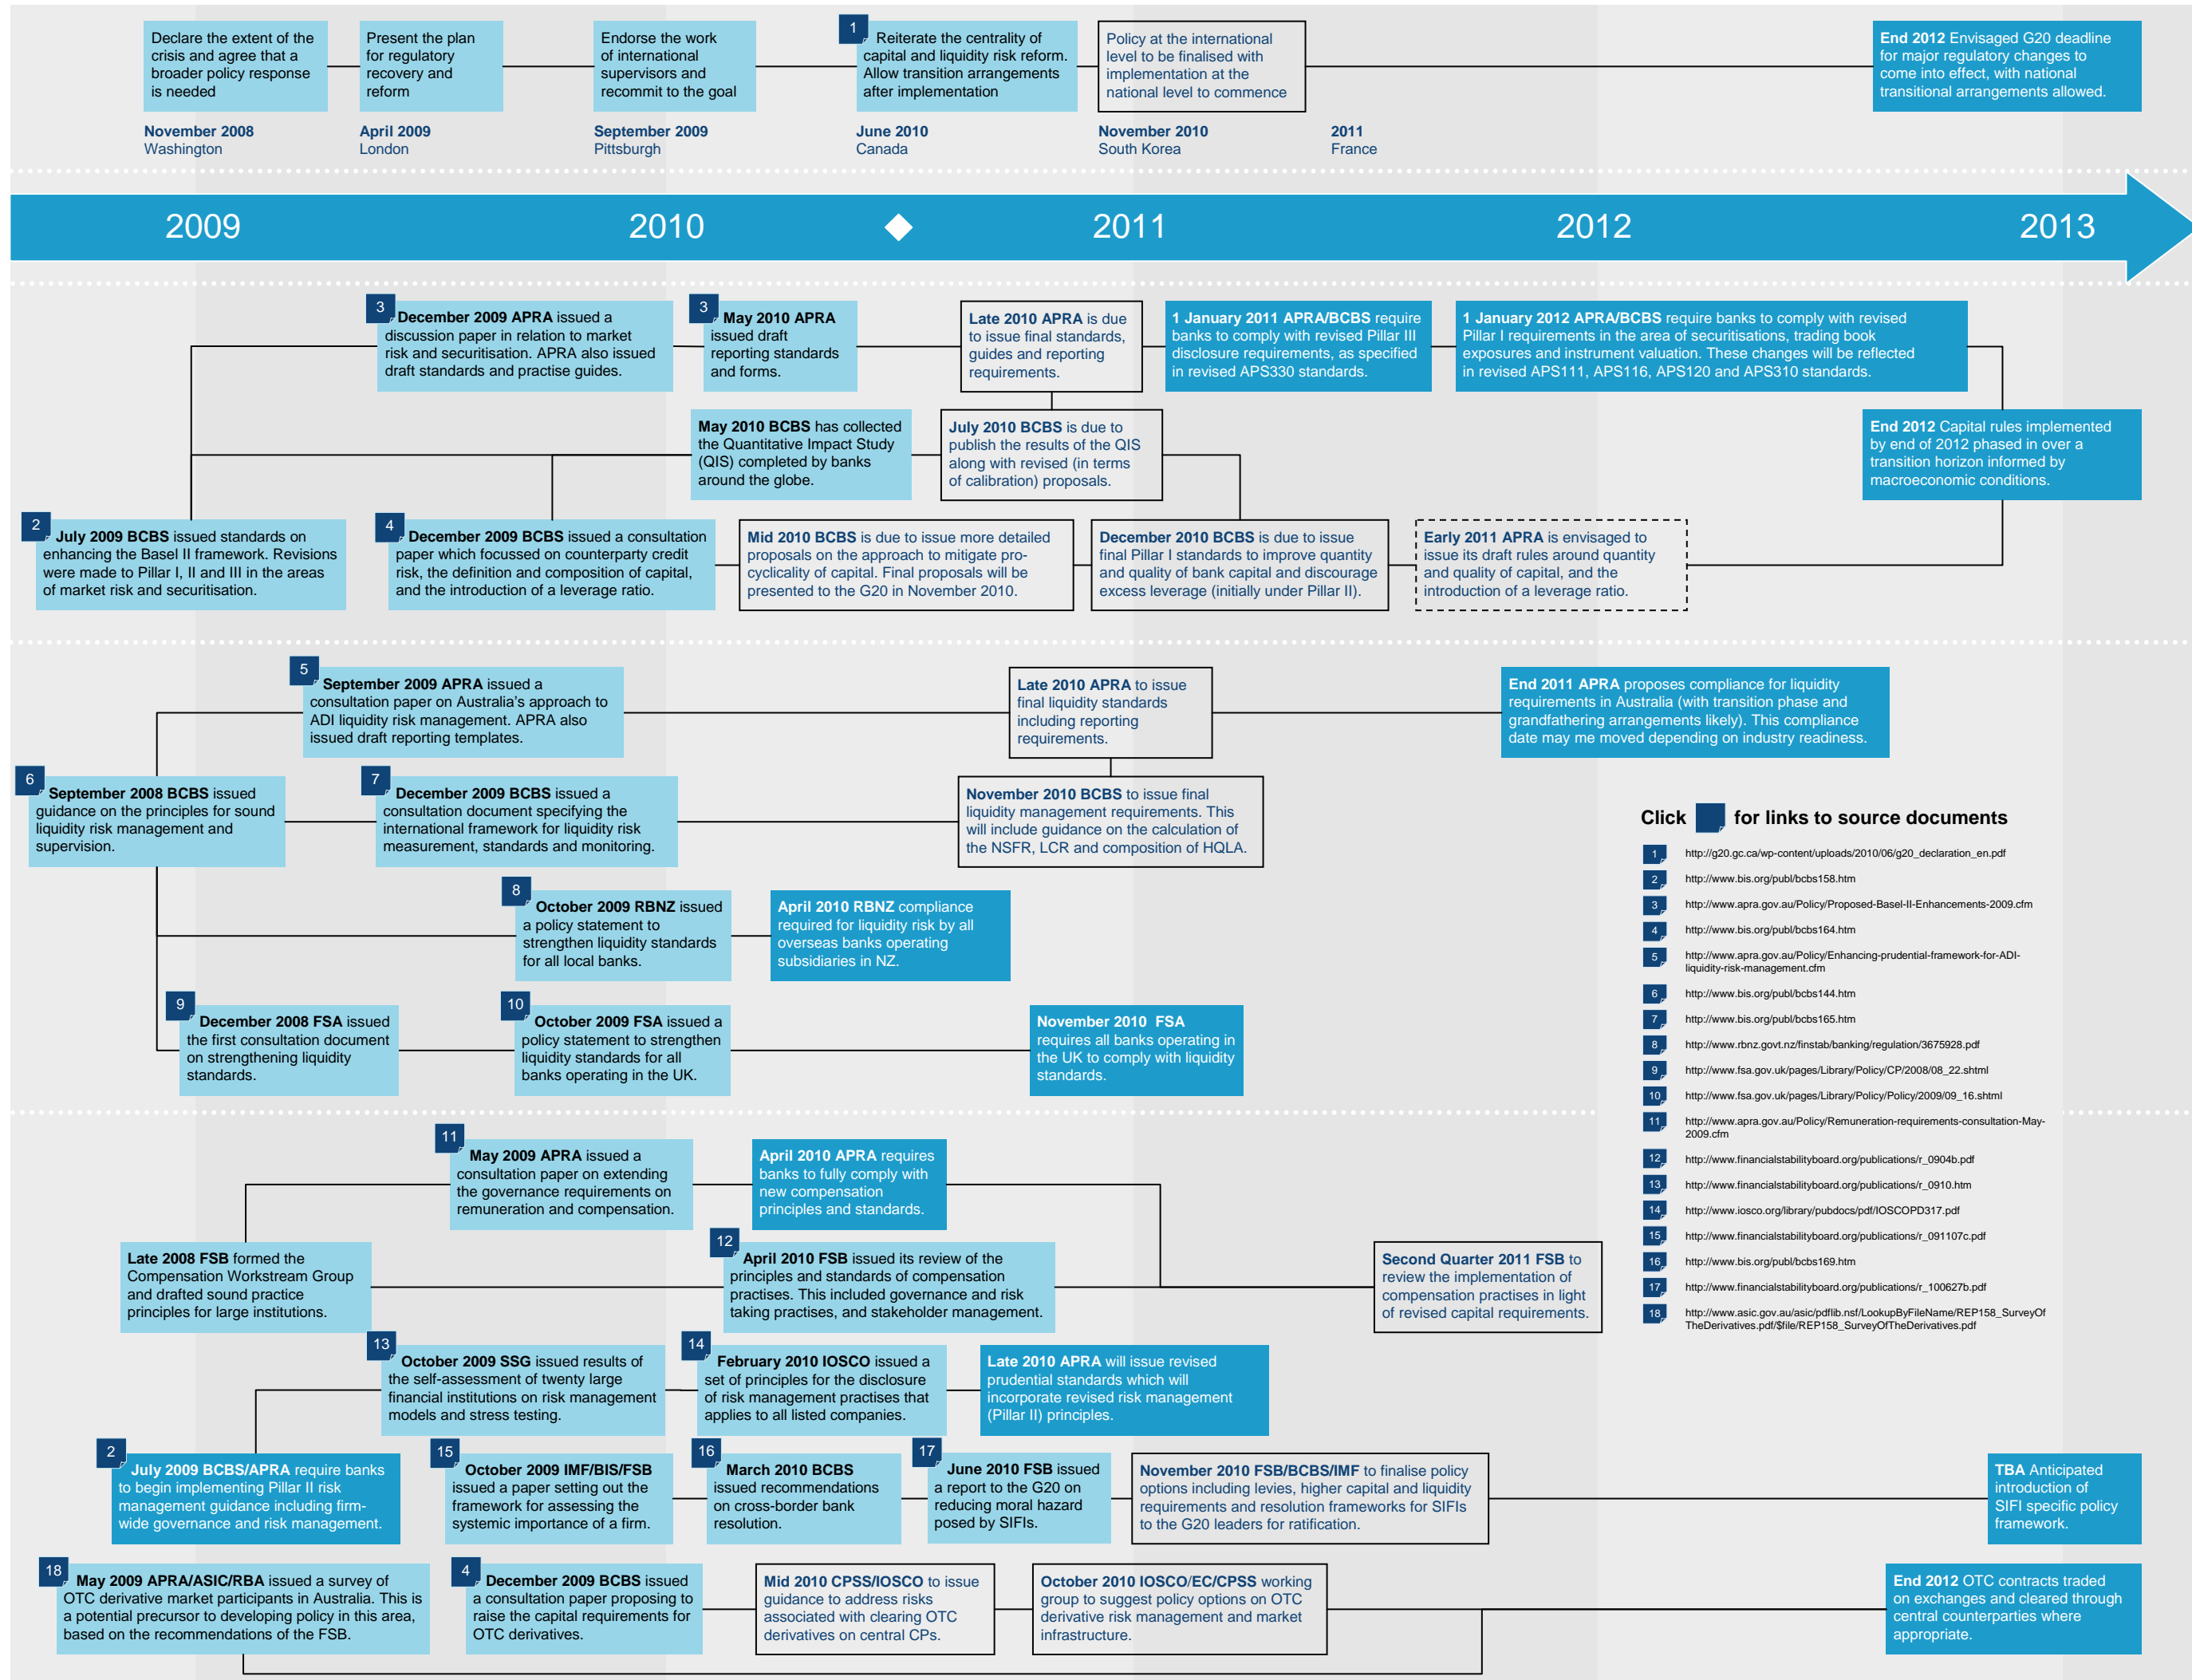 Declare the extent of the
crisis and agree that a
broader policy response
is needed
November 2008
Washington
Present the plan
for regulatory
recovery and
reform
April 2009
London
Endorse the work
of international
supervisors and
recommit to the goal
September 2009
Pittsburgh
1
Reiterate the centrality of
capital and liquidity risk reform.
Allow transition arrangements
after implementation
June 2010
Canada
Policy at the international
level to be finalised with
implementation at the
national level to commence
November 2010
South Korea
2011
France
End 2012 Envisaged G20 deadline
for major regulatory changes to
come into effect, with national
transitional arrangements allowed.
2009
2010
2011
2012
2013
3
December 2009 APRA issued a
discussion paper in relation to market
risk and securitisation. APRA also issued
draft standards and practise guides.
3
May 2010 APRA
issued draft
reporting standards
and forms.
Late 2010 APRA is due
to issue final standards,
guides and reporting
requirements.
1 January 2011 APRA/BCBS require
banks to comply with revised Pillar III
disclosure requirements, as specified
in revised APS330 standards.
1 January 2012 APRA/BCBS require banks to comply with revised
Pillar I requirements in the area of securitisations, trading book
exposures and instrument valuation. These changes will be reflected
in revised APS111, APS116, APS120 and APS310 standards.
May 2010 BCBS has collected
the Quantitative Impact Study
(QIS) completed by banks
around the globe.
July 2010 BCBS is due to
publish the results of the QIS
along with revised (in terms
of calibration) proposals.
End 2012 Capital rules implemented
by end of 2012 phased in over a
transition horizon informed by
macroeconomic conditions.
2
July 2009 BCBS issued standards on
enhancing the Basel II framework. Revisions
were made to Pillar I, II and III in the areas
of market risk and securitisation.
4
December 2009 BCBS issued a consultation
paper which focussed on counterparty credit
risk, the definition and composition of capital,
and the introduction of a leverage ratio.
Mid 2010 BCBS is due to issue more detailed
proposals on the approach to mitigate pro-
cyclicality of capital. Final proposals will be
presented to the G20 in November 2010.
December 2010 BCBS is due to issue
final Pillar I standards to improve quantity
and quality of bank capital and discourage
excess leverage (initially under Pillar II).
Early 2011 APRA is envisaged to
issue its draft rules around quantity
and quality of capital, and the
introduction of a leverage ratio.
5
September 2009 APRA issued a
consultation paper on Australia's approach to
ADI liquidity risk management. APRA also
issued draft reporting templates.
Late 2010 APRA to issue
final liquidity standards
including reporting
requirements.
End 2011 APRA proposes compliance for liquidity
requirements in Australia (with transition phase and
grandfathering arrangements likely). This compliance
date may me moved depending on industry readiness.
6
September 2008 BCBS issued
guidance on the principles for sound
liquidity risk management and
supervision.
7
December 2009 BCBS issued a
consultation document specifying the
international framework for liquidity risk
measurement, standards and monitoring.
November 2010 BCBS to issue final
liquidity management requirements. This
will include guidance on the calculation of
the NSFR, LCR and composition of HQLA.
8
October 2009 RBNZ issued
a policy statement to
strengthen liquidity standards
for all local banks.
April 2010 RBNZ compliance
required for liquidity risk by all
overseas banks operating
subsidiaries in NZ.
9
December 2008 FSA issued
the first consultation document
on strengthening liquidity
standards.
10
October 2009 FSA issued a
policy statement to strengthen
liquidity standards for all
banks operating in the UK.
November 2010 FSA
requires all banks operating in
the UK to comply with liquidity
standards.
Click for links to source documents
1 http://g20.gc.ca/wp-content/uploads/2010/06/g20_declaration_en.pdf
2 http://www.bis.org/publ/bcbs158.htm
3 http://www.apra.gov.au/Policy/Proposed-Basel-II-Enhancements-2009.cfm
4 http://www.bis.org/publ/bcbs164.htm
5 http://www.apra.gov.au/Policy/Enhancing-prudential-framework-for-ADI-
liquidity-risk-management.cfm
6 http://www.bis.org/publ/bcbs144.htm
7 http://www.bis.org/publ/bcbs165.htm
8 http://www.rbnz.govt.nz/finstab/banking/regulation/3675928.pdf
9 http://www.fsa.gov.uk/pages/Library/Policy/CP/2008/08_22.shtml
10 http://www.fsa.gov.uk/pages/Library/Policy/Policy/2009/09_16.shtml
11 http://www.apra.gov.au/Policy/Remuneration-requirements-consultation-May-
2009.cfm
12 http://www.financialstabilityboard.org/publications/r_0904b.pdf
13 http://www.financialstabilityboard.org/publications/r_0910.htm
14 http://www.iosco.org/library/pubdocs/pdf/IOSCOPD317.pdf
15 http://www.financialstabilityboard.org/publications/r_091107c.pdf
16 http://www.bis.org/publ/bcbs169.htm
17 http://www.financialstabilityboard.org/publications/r_100627b.pdf
18 http://www.asic.gov.au/asic/pdflib.nsf/LookupByFileName/REP158_SurveyOf
TheDerivatives.pdf/$file/REP158_SurveyOfTheDerivatives.pdf
11
May 2009 APRA issued a
consultation paper on extending
the governance requirements on
remuneration and compensation.
April 2010 APRA requires
banks to fully comply with
new compensation
principles and standards.
Late 2008 FSB formed the
Compensation Workstream Group
and drafted sound practice
principles for large institutions.
12
April 2010 FSB issued its review of the
principles and standards of compensation
practises. This included governance and risk
taking practises, and stakeholder management.
Second Quarter 2011 FSB to
review the implementation of
compensation practises in light
of revised capital requirements.
13
October 2009 SSG issued results of
the self-assessment of twenty large
financial institutions on risk management
models and stress testing.
14
February 2010 IOSCO issued a
set of principles for the disclosure
of risk management practises that
applies to all listed companies.
Late 2010 APRA will issue revised
prudential standards which will
incorporate revised risk management
(Pillar II) principles.
2
July 2009 BCBS/APRA require banks
to begin implementing Pillar II risk
management guidance including firm-
wide governance and risk management.
15
October 2009 IMF/BIS/FSB
issued a paper setting out the
framework for assessing the
systemic importance of a firm.
16
March 2010 BCBS
issued recommendations
on cross-border bank
resolution.
17
June 2010 FSB issued
a report to the G20 on
reducing moral hazard
posed by SIFIs.
November 2010 FSB/BCBS/IMF to finalise policy
options including levies, higher capital and liquidity
requirements and resolution frameworks for SIFIs
to the G20 leaders for ratification.
TBA Anticipated
introduction of
SIFI specific policy
framework.
18
May 2009 APRA/ASIC/RBA issued a survey of
OTC derivative market participants in Australia. This is
a potential precursor to developing policy in this area,
based on the recommendations of the FSB.
4
December 2009 BCBS issued
a consultation paper proposing to
raise the capital requirements for
OTC derivatives.
Mid 2010 CPSS/IOSCO to issue
guidance to address risks
associated with clearing OTC
derivatives on central CPs.
October 2010 IOSCO/EC/CPSS working
group to suggest policy options on OTC
derivative risk management and market
infrastructure.
End 2012 OTC contracts traded
on exchanges and cleared through
central counterparties where
appropriate.